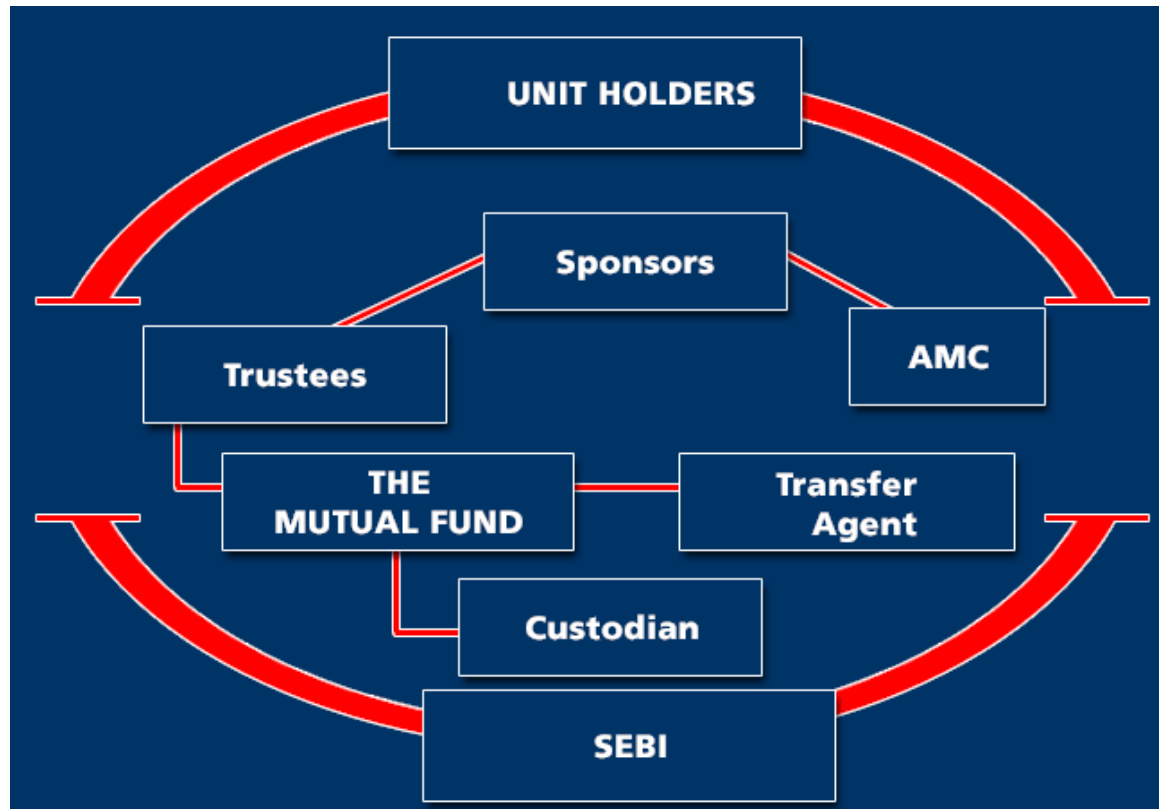 UNIT HOLDERS
Sponsors
AMC
Trustees
THE
MUTUAL FUND
Transfer
Agent
Custodian
SEBI